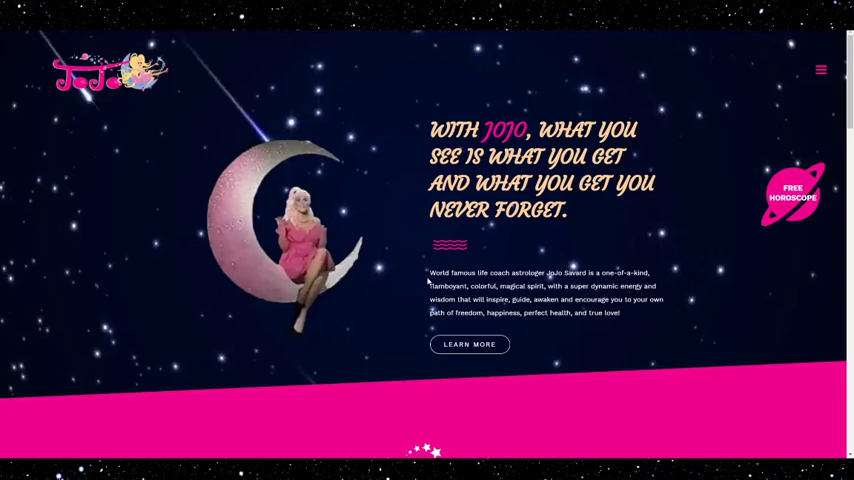 JoJo
WITH JOJO, WHAT YOU
SEE IS WHAT YOU GET
AND WHAT YOU GET YOU
NEVER FORGET.
FREE
HOROSCOPE
World famous life coach astrologer JoJo Savard is a one-of-a-kind,
flamboyant, colorful, magical spirit, with a super dynamic energy and
wisdom that will inspire, guide, awaken and encourage you to your own
path of freedom, happiness, perfect health, and true love!
LEARN MORE